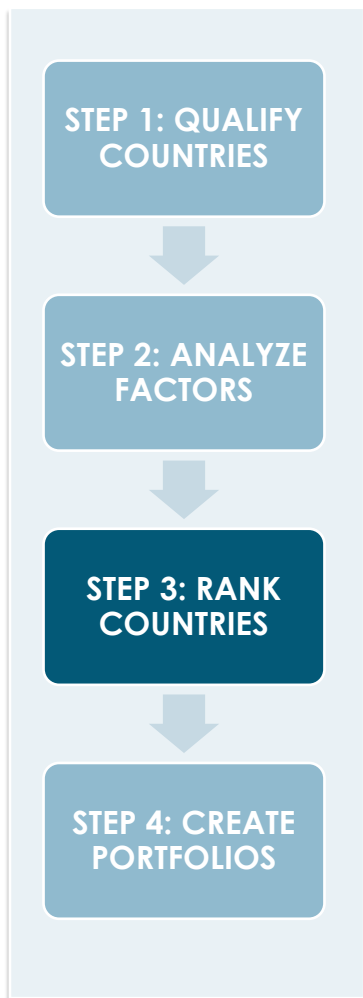 STEP 1: QUALIFY
COUNTRIES
STEP 2: ANALYZE
FACTORS
STEP 3: RANK
COUNTRIES
STEP 4: CREATE
PORTFOLIOS